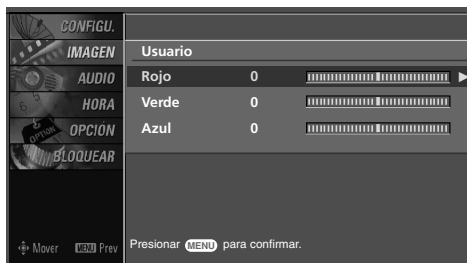 CONFIGU.
IMAGEN
AUDIO
HORA
OPCIÓN
OPTION
BLOQUEAR
Mover MENU Prev
Usuario
Rojo 0
Verde 0
Azul 0
Presionar MENU para confirmar.